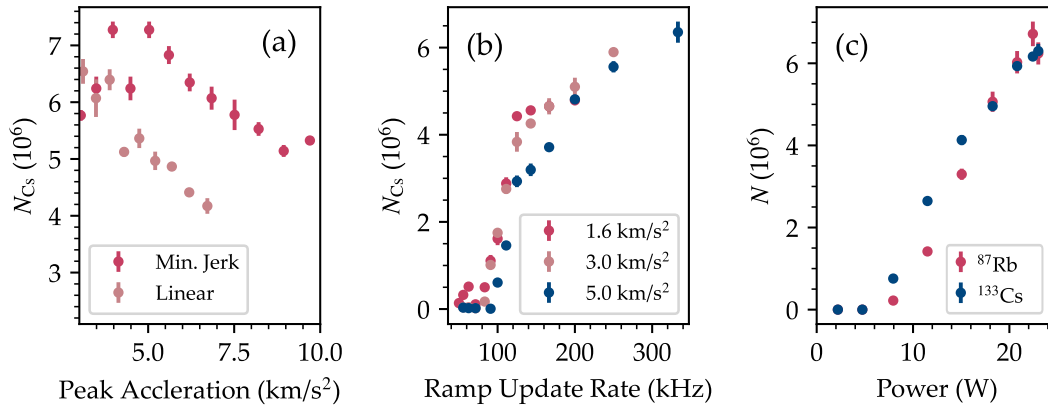 (a)
7
6
5
4
3
N_Cs (10⁶)
Min. Jerk
Linear
5.0 7.5 10.0
Peak Accleration (km/s²)
(b)
6
4
2
0
N_Cs (10⁶)
1.6 km/s²
3.0 km/s²
5.0 km/s²
100 200 300
Ramp Update Rate (kHz)
(c)
6
4
2
0
N (10⁶)
⁸⁷Rb
¹³³Cs
0 10 20
Power (W)